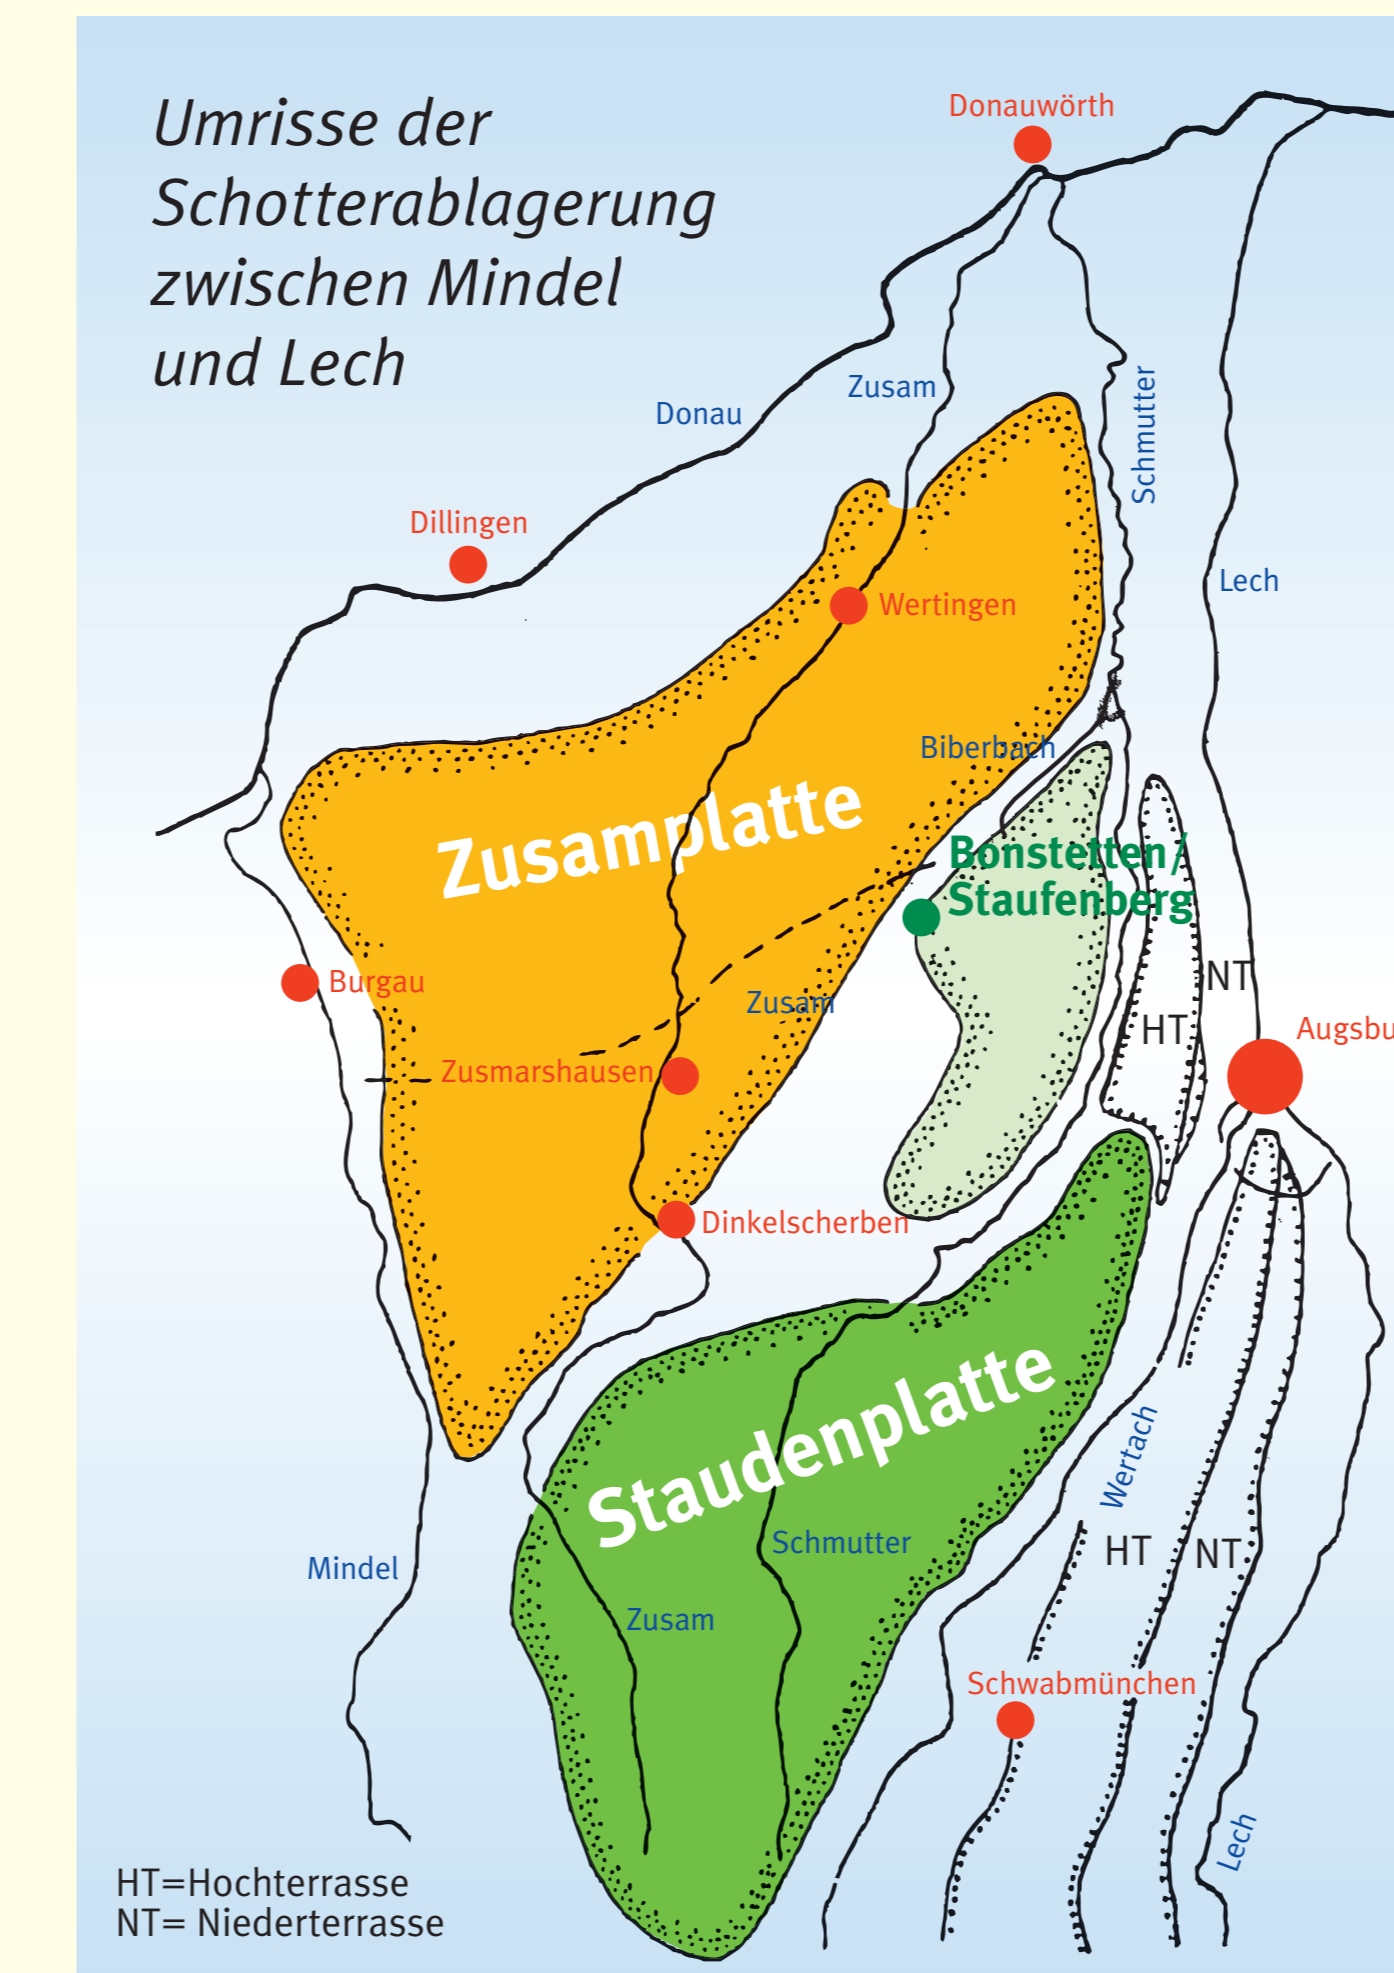 Umrisse der
Schotterablagerung
zwischen Mindel
und Lech
Donauwörth
Zusam
Donau
Schmutter
Dillingen
Lech
Wertingen
Biberbach
Zusamplatte
Bonstetten/
Staufenberg
Burgau
NT
Zusam
HT
Augsbu
Zusmarshausen
Dinkelscherben
Staudenplatte
Wertach
Schmutter
HT
NT
Mindel
Zusam
Schwabmünchen
Lech
HT=Hochterrasse
NT= Niederterrasse